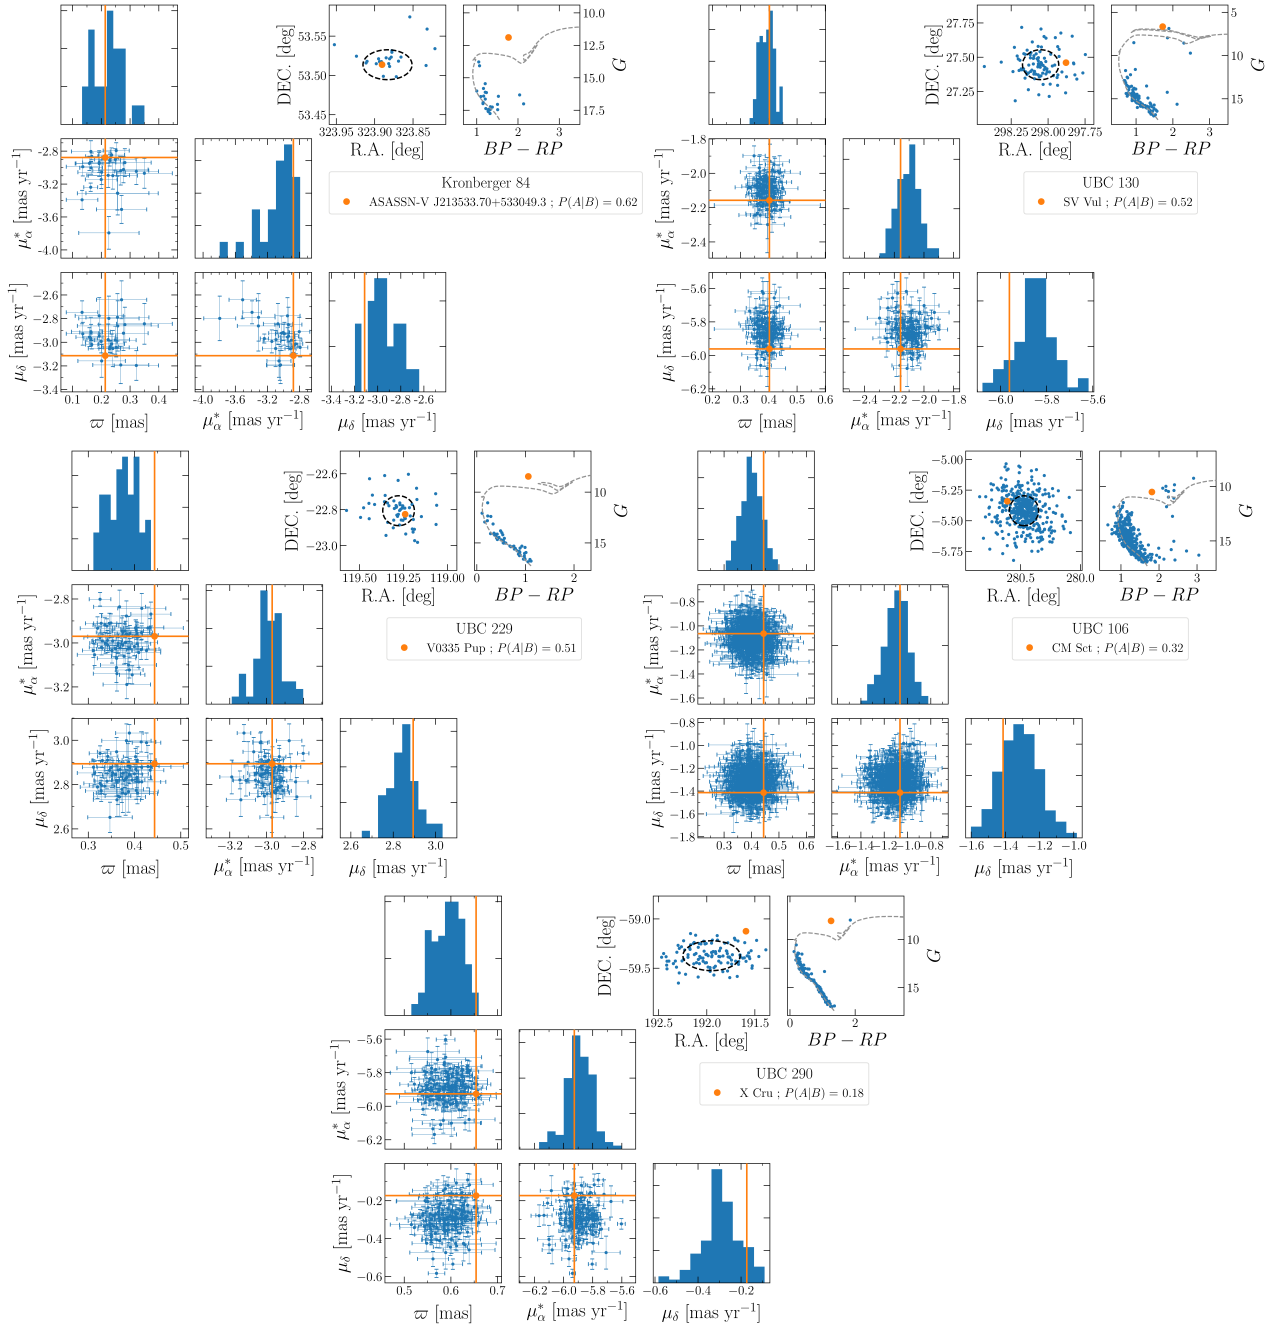 Kronberger 84
ASASSN-V J213533.70+533049.3 ; P(A|B) = 0.62
DEC. [deg]
53.55
53.50
53.45
323.95 323.90 323.85
R.A. [deg]
10.0
12.5
15.0
17.5
G
1 2 3
BP − RP
μ*α [mas yr−1]
−2.8
−3.2
−3.6
−4.0
μδ [mas yr−1]
−2.6
−2.8
−3.0
−3.2
−3.4
0.1 0.2 0.3 0.4
ϖ [mas]
−4.0 −3.6 −3.2 −2.8
μ*α [mas yr−1]
−3.4 −3.2 −3.0 −2.8 −2.6
μδ [mas yr−1]
UBC 130
SV Vul ; P(A|B) = 0.52
DEC. [deg]
27.75
27.50
27.25
298.25 298.00 297.75
R.A. [deg]
5
10
15
G
1 2 3
BP − RP
μ*α [mas yr−1]
−1.8
−2.0
−2.2
−2.4
−2.6
μδ [mas yr−1]
−5.4
−5.6
−5.8
−6.0
−6.2
0.2 0.3 0.4 0.5 0.6
ϖ [mas]
−2.4 −2.2 −2.0 −1.8
μ*α [mas yr−1]
−6.0 −5.8 −5.6
μδ [mas yr−1]
UBC 229
V0335 Pup ; P(A|B) = 0.51
DEC. [deg]
−22.6
−22.8
−23.0
119.50 119.25 119.00
R.A. [deg]
10
15
G
0 1 2
BP − RP
μ*α [mas yr−1]
−2.8
−3.0
−3.2
μδ [mas yr−1]
3.0
2.8
2.6
0.3 0.4 0.5
ϖ [mas]
−3.2 −3.0 −2.8
μ*α [mas yr−1]
2.6 2.8 3.0
μδ [mas yr−1]
UBC 106
CM Sct ; P(A|B) = 0.32
DEC. [deg]
−5.00
−5.25
−5.50
−5.75
280.5 280.0
R.A. [deg]
10
15
G
1 2 3
BP − RP
μ*α [mas yr−1]
−0.8
−1.0
−1.2
−1.4
−1.6
μδ [mas yr−1]
−0.8
−1.0
−1.2
−1.4
−1.6
−1.8
0.2 0.3 0.4 0.5 0.6
ϖ [mas]
−1.6 −1.4 −1.2 −1.0 −0.8
μ*α [mas yr−1]
−1.6 −1.4 −1.2 −1.0
μδ [mas yr−1]
UBC 290
X Cru ; P(A|B) = 0.18
DEC. [deg]
−59.0
−59.5
192.5 192.0 191.5
R.A. [deg]
10
15
G
0 2
BP − RP
μ*α [mas yr−1]
−5.6
−5.8
−6.0
−6.2
μδ [mas yr−1]
−0.2
−0.4
−0.6
0.5 0.6 0.7
ϖ [mas]
−6.2 −6.0 −5.8 −5.6
μ*α [mas yr−1]
−0.6 −0.4 −0.2
μδ [mas yr−1]